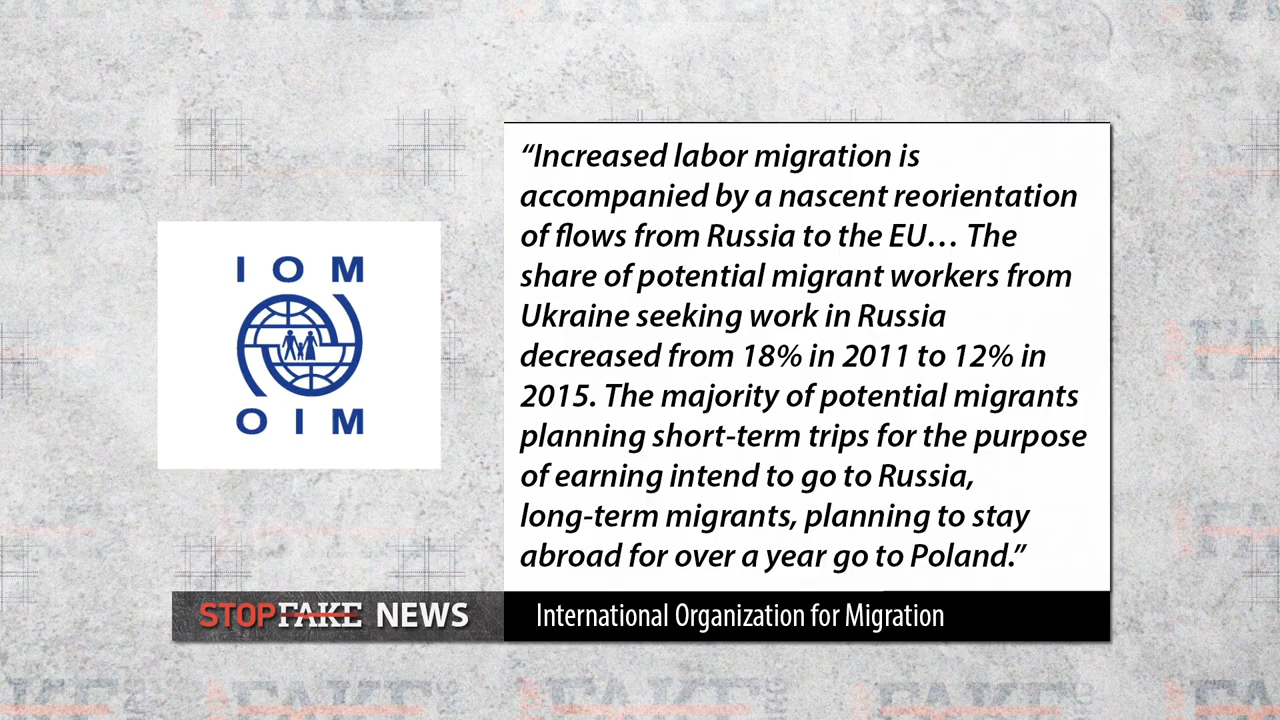 I O M
O I M
“Increased labor migration is
accompanied by a nascent reorientation
of flows from Russia to the EU… The
share of potential migrant workers from
Ukraine seeking work in Russia
decreased from 18% in 2011 to 12% in
2015. The majority of potential migrants
planning short-term trips for the purpose
of earning intend to go to Russia,
long-term migrants, planning to stay
abroad for over a year go to Poland.”
STOPFAKE NEWS
International Organization for Migration